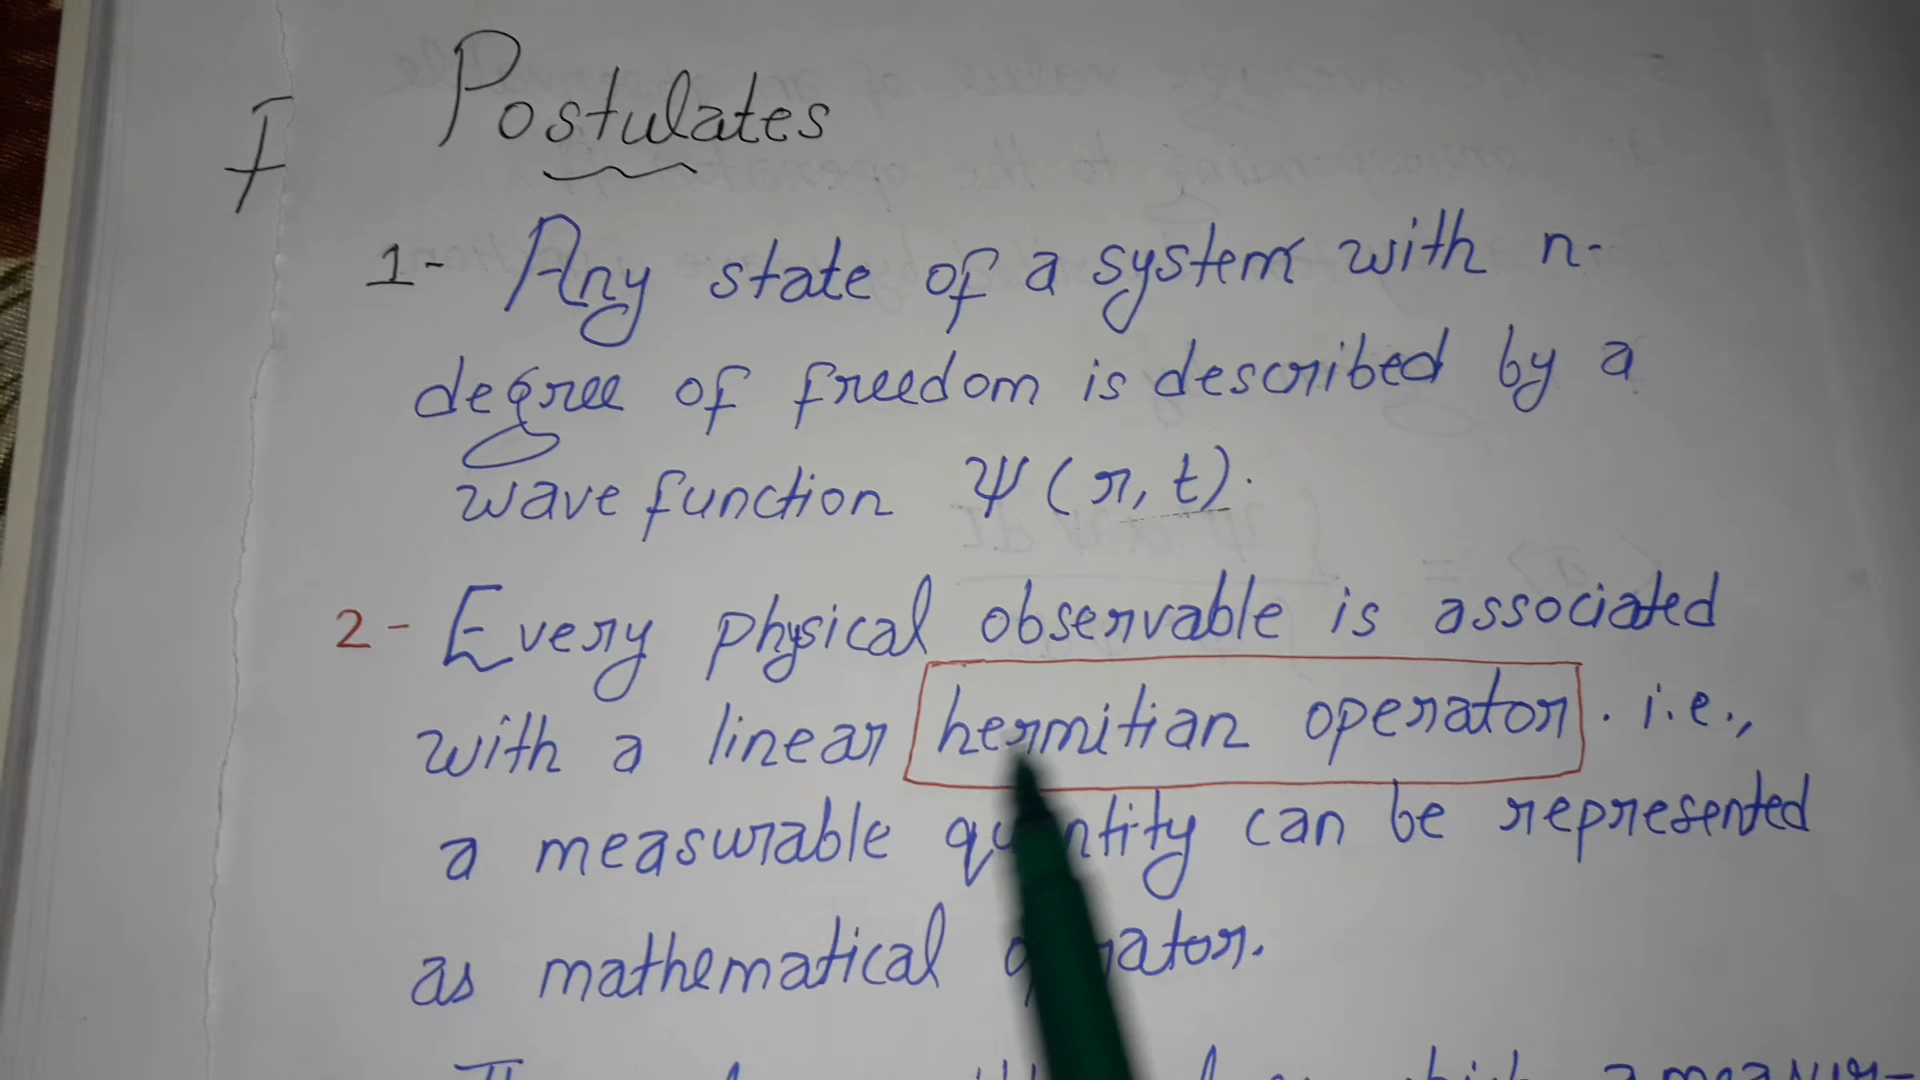 Postulates
I
1- Any state of a system with n-
degree of freedom is described by a
wave function Ψ(r, t).
2- Every physical observable is associated
with a linear hermitian operator. i.e.,
a measurable quantity can be represented
as mathematical operator.